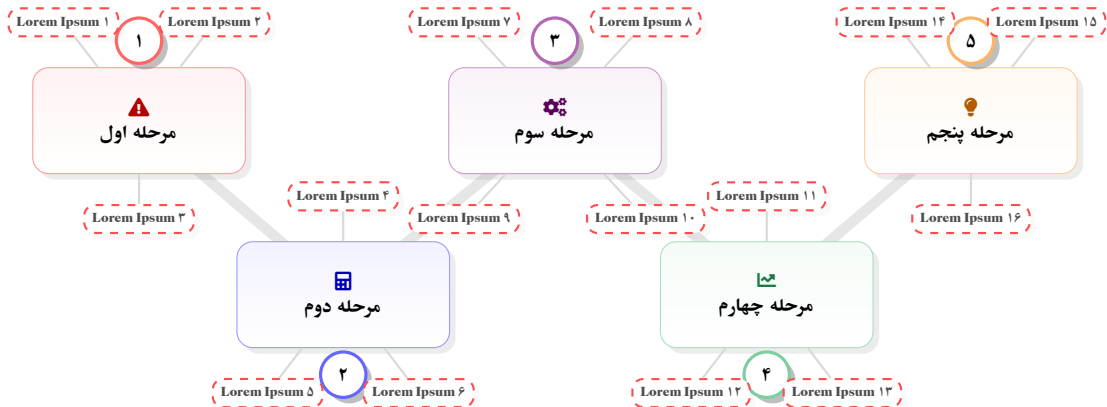 Lorem Ipsum ۱
۱
Lorem Ipsum ۲
مرحله اول
Lorem Ipsum ۳
Lorem Ipsum ۴
مرحله دوم
Lorem Ipsum ۵
۲
Lorem Ipsum ۶
Lorem Ipsum ۷
۳
Lorem Ipsum ۸
مرحله سوم
Lorem Ipsum ۹
Lorem Ipsum ۱۰
Lorem Ipsum ۱۱
مرحله چهارم
Lorem Ipsum ۱۲
۴
Lorem Ipsum ۱۳
Lorem Ipsum ۱۴
۵
Lorem Ipsum ۱۵
مرحله پنجم
Lorem Ipsum ۱۶